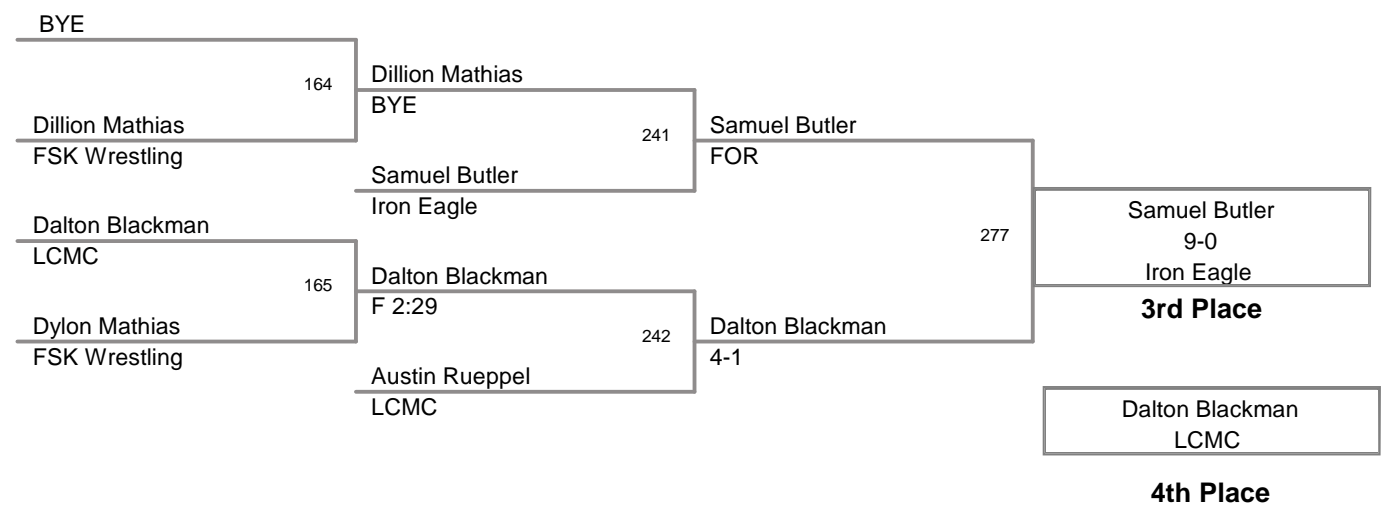 BYE
164
Dillion Mathias
FSK Wrestling
Dalton Blackman
LCMC
165
Dylon Mathias
FSK Wrestling
Dillion Mathias
BYE
241
Samuel Butler
Iron Eagle
Dalton Blackman
F 2:29
242
Austin Rueppel
LCMC
Samuel Butler
FOR
277
Dalton Blackman
4-1
Samuel Butler
9-0
Iron Eagle
3rd Place
Dalton Blackman
LCMC
4th Place